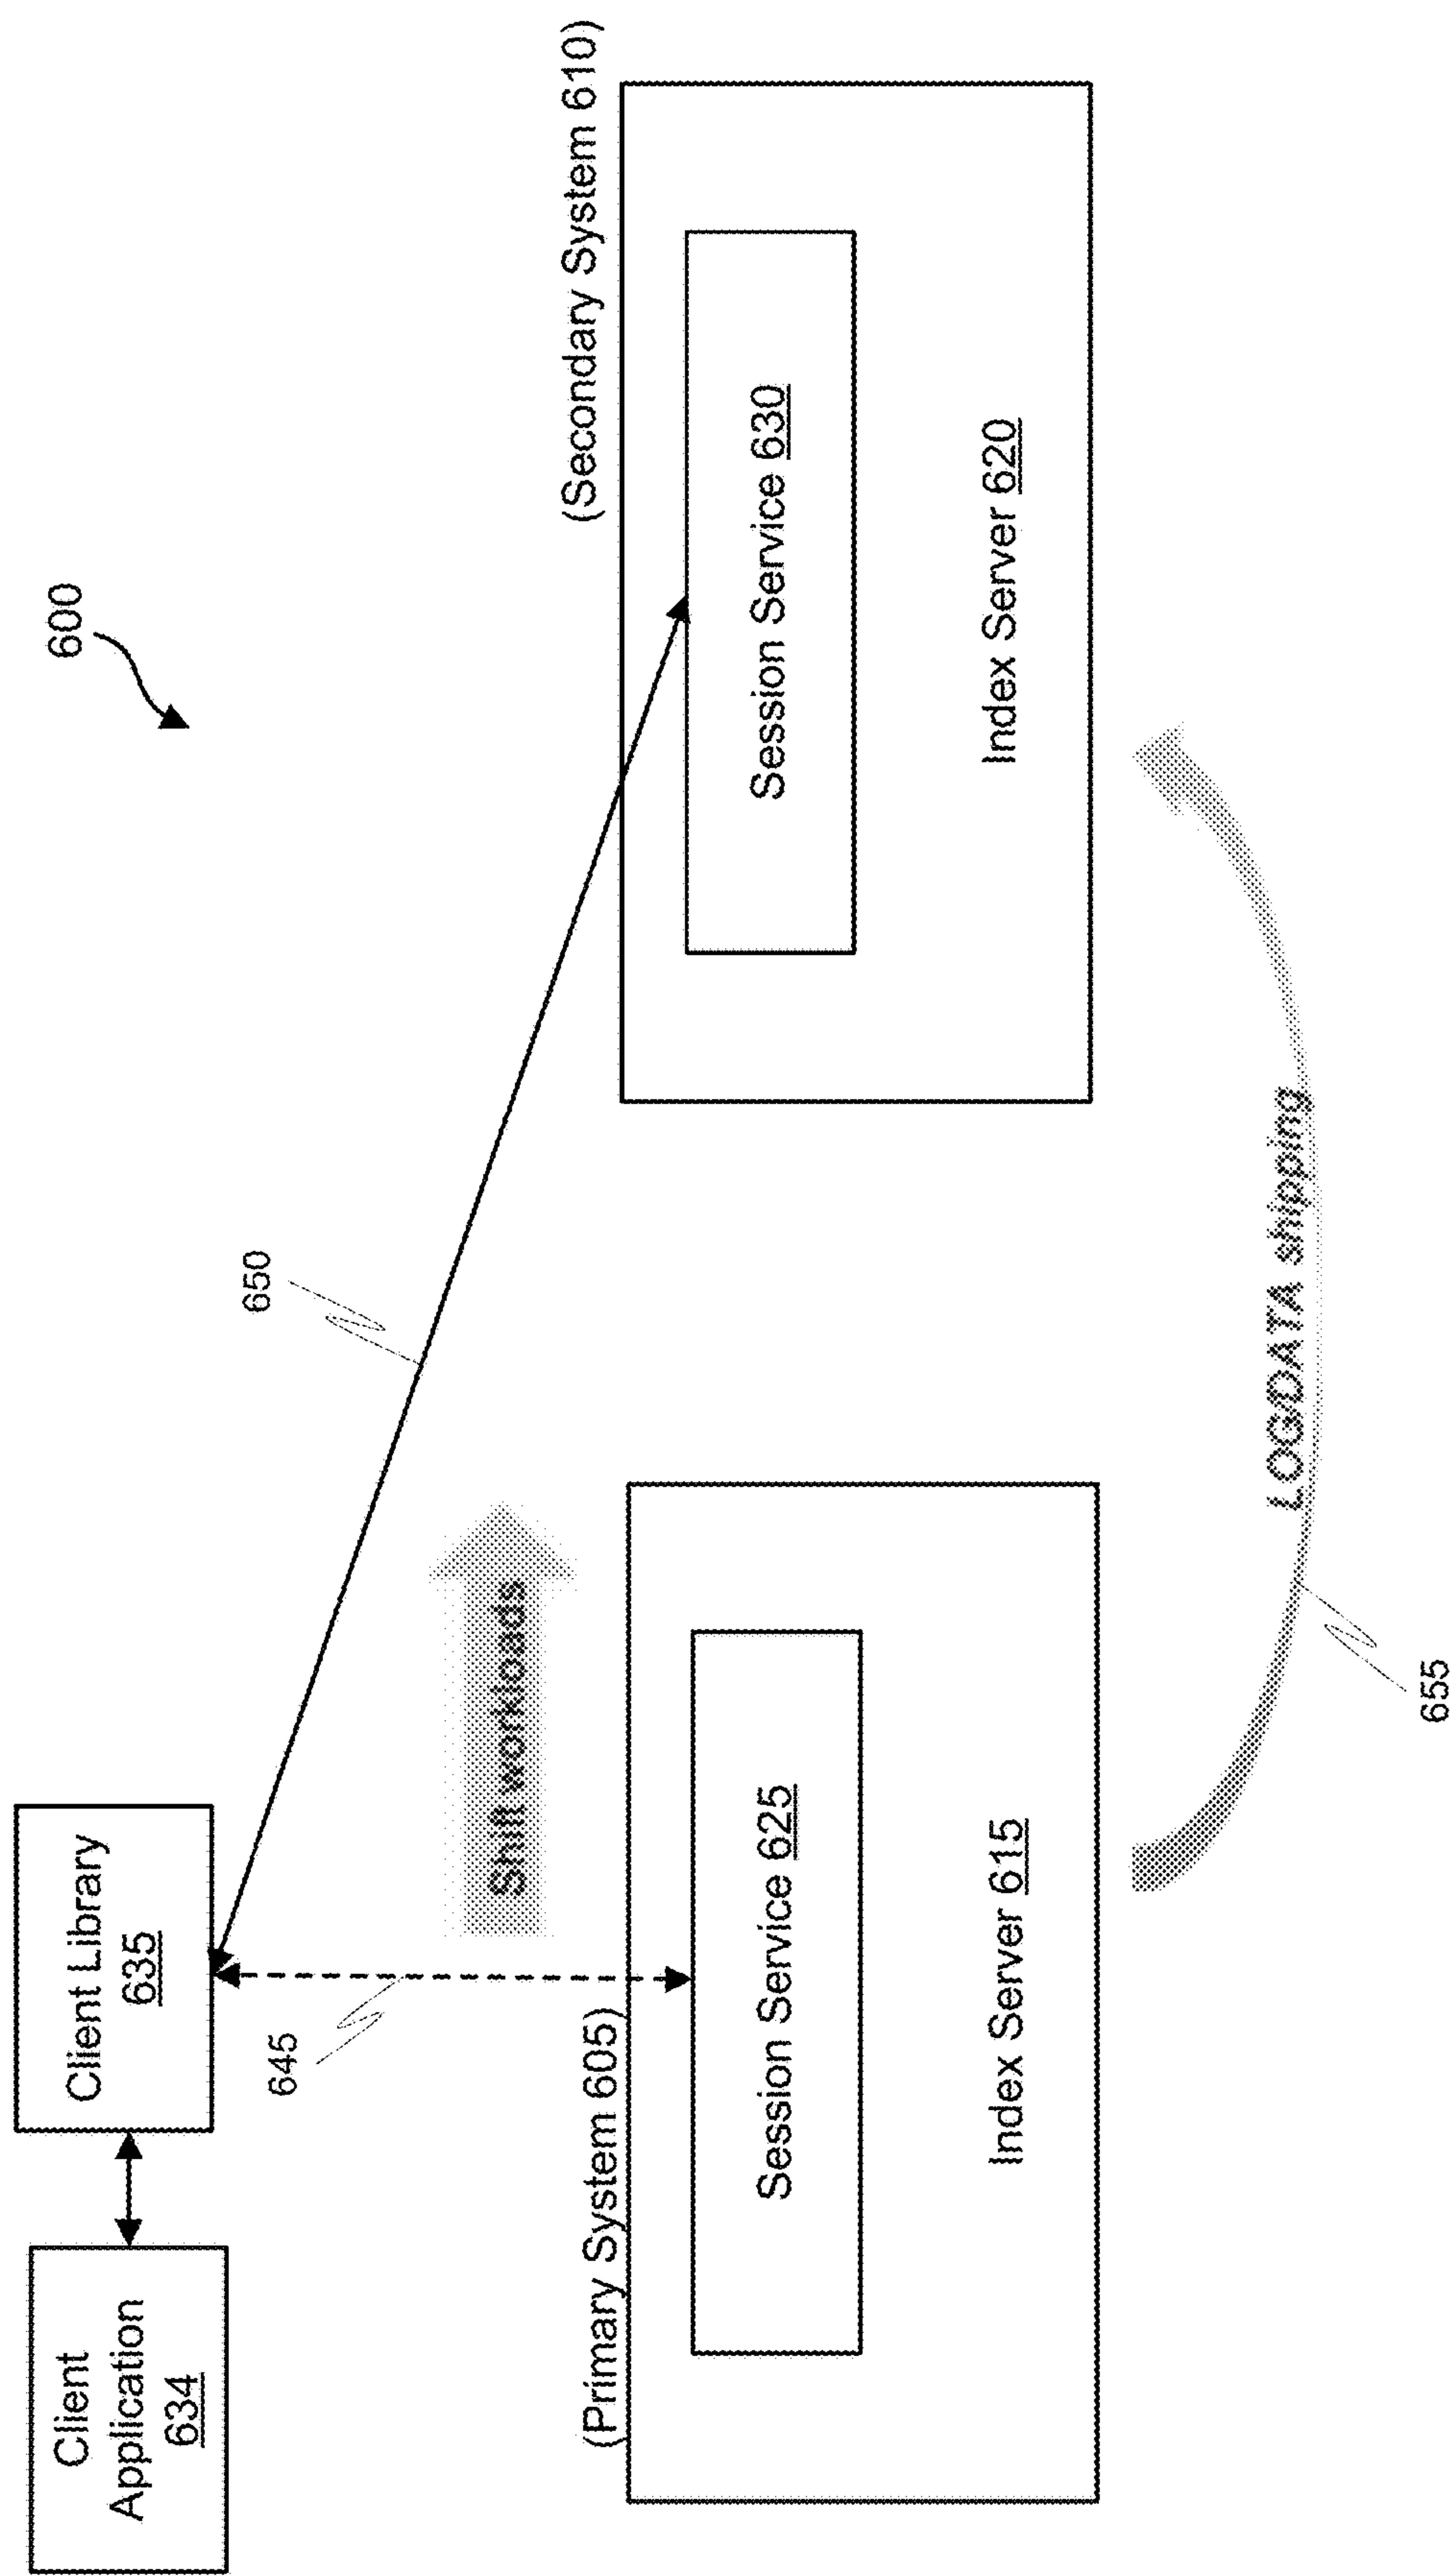 600
Client
Application
634
Client Library
635
645
650
Shift workloads
(Primary System 605)
Session Service 625
Index Server 615
(Secondary System 610)
Session Service 630
Index Server 620
LOG/DATA shipping
655